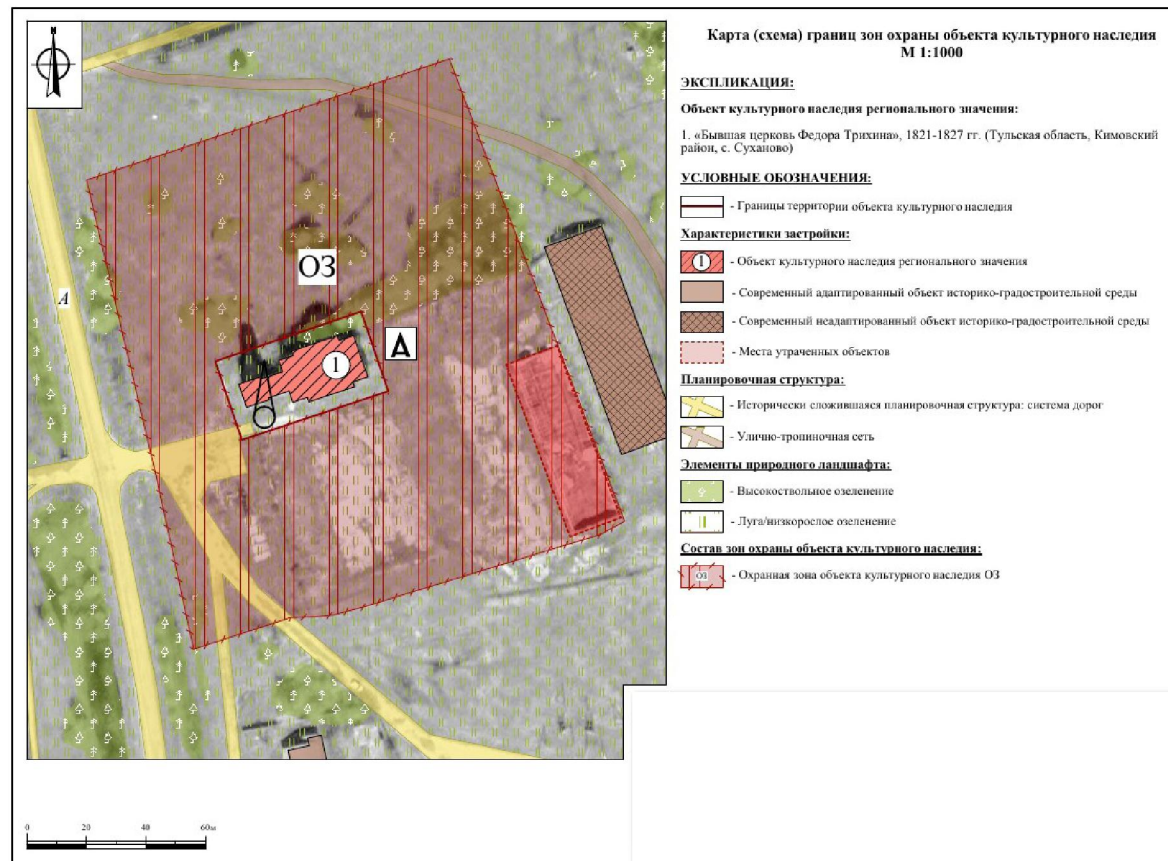 Карта (схема) границ зон охраны объекта культурного наследия
М 1:1000
ЭКСПЛИКАЦИЯ:
Объект культурного наследия регионального значения:
1. «Бывшая церковь Федора Трихина», 1821-1827 гг. (Тульская область, Кимовский
район, с. Суханово)
УСЛОВНЫЕ ОБОЗНАЧЕНИЯ:
- Границы территории объекта культурного наследия
Характеристики застройки:
1 - Объект культурного наследия регионального значения
- Современный адаптированный объект историко-градостроительной среды
- Современный неадаптированный объект историко-градостроительной среды
- Места утраченных объектов
Планировочная структура:
- Исторически сложившаяся планировочная структура: система дорог
- Улично-тропиночная сеть
Элементы природного ландшафта:
- Высокоствольное озеленение
- Луга/низкорослое озеленение
Состав зон охраны объекта культурного наследия:
ОЗ - Охранная зона объекта культурного наследия ОЗ
ОЗ
А
А
1
0 20 40 60м